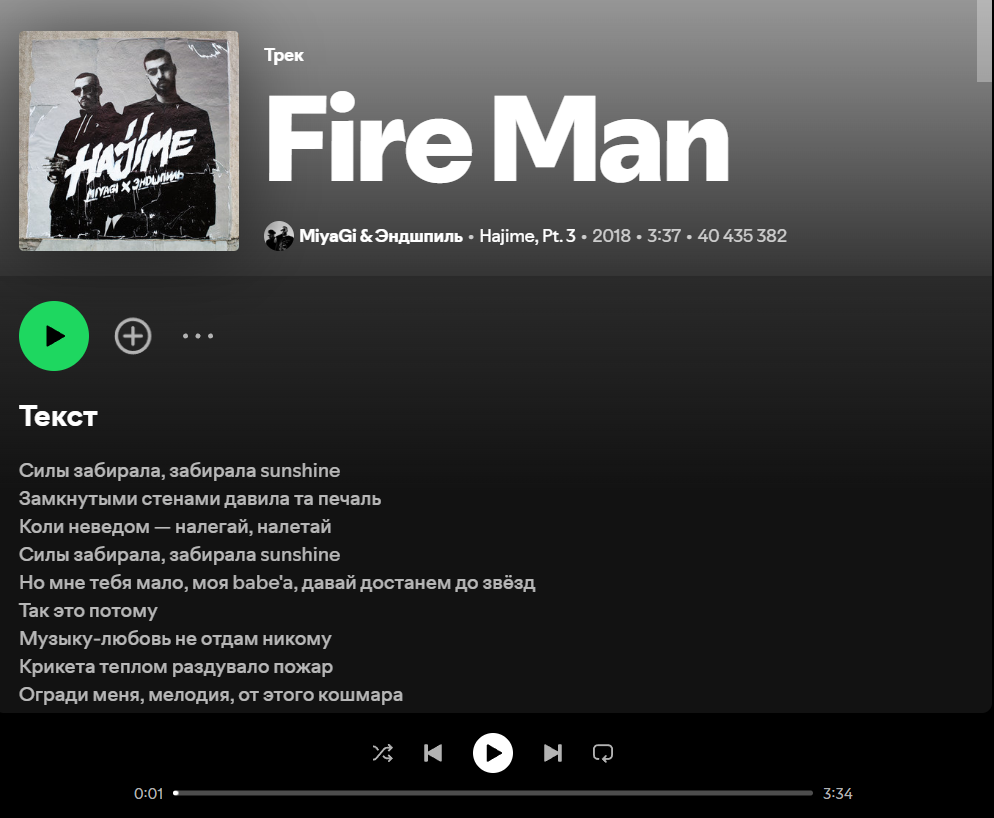 HAJIME
MIYAGI X ЭНДШПИЛЬ
Трек
Fire Man
MiyaGi & Эндшпиль • Hajime, Pt. 3 • 2018 • 3:37 • 40 435 382
Текст
Силы забирала, забирала sunshine
Замкнутыми стенами давила та печаль
Коли неведом — налегай, налетай
Силы забирала, забирала sunshine
Но мне тебя мало, моя babe'a, давай достанем до звёзд
Так это потому
Музыку-любовь не отдам никому
Крикета теплом раздувало пожар
Огради меня, мелодия, от этого кошмара
0:01
3:34